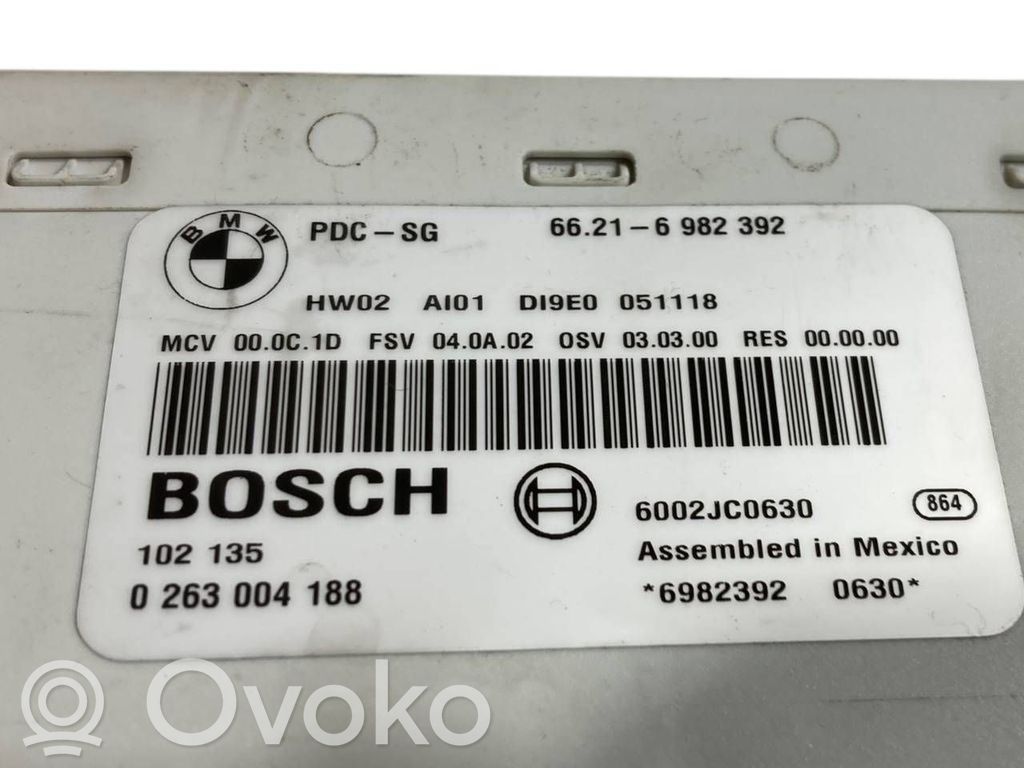 BMW PDC-SG 66.21-6 982 392
HW02 AI01 DI9E0 051118
MCV 00.0C.1D FSV 04.0A.02 OSV 03.03.00 RES 00.00.00
BOSCH 6002JC0630 864
102 135 Assembled in Mexico
0 263 004 188 *6982392 0630*
Ovoko